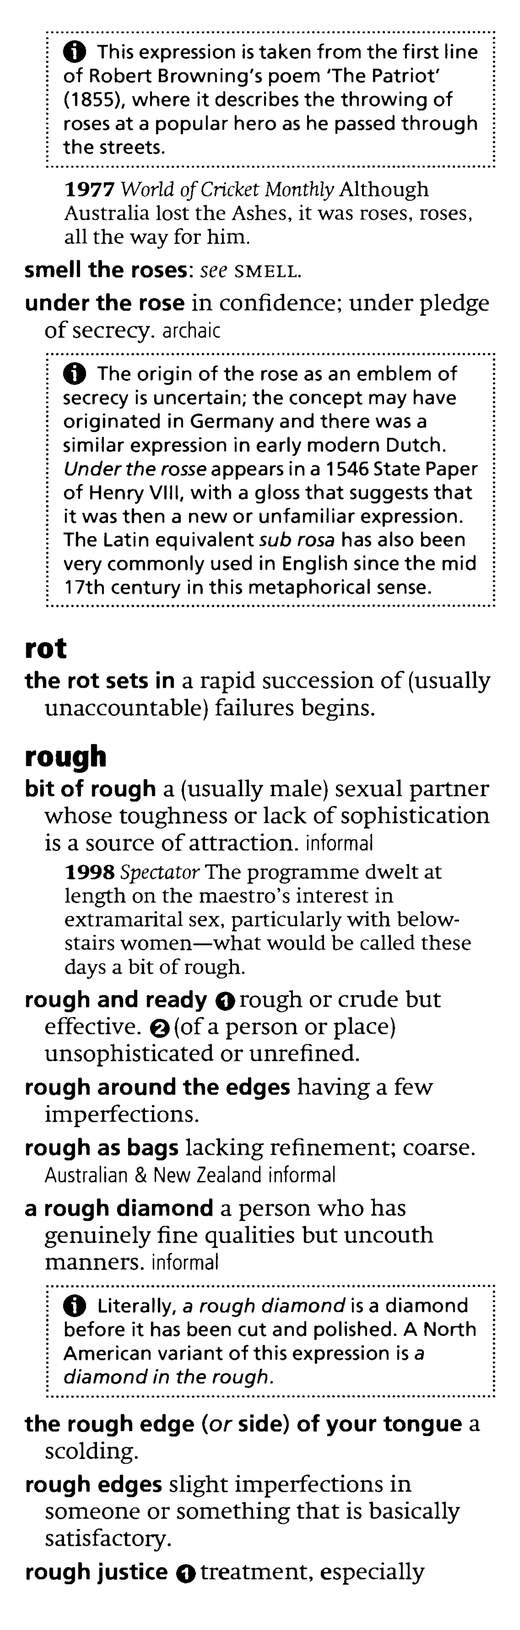 ℹ This expression is taken from the first line
of Robert Browning's poem 'The Patriot'
(1855), where it describes the throwing of
roses at a popular hero as he passed through
the streets.
1977 World of Cricket Monthly Although
Australia lost the Ashes, it was roses, roses,
all the way for him.
smell the roses: see SMELL.
under the rose in confidence; under pledge
of secrecy. archaic
ℹ The origin of the rose as an emblem of
secrecy is uncertain; the concept may have
originated in Germany and there was a
similar expression in early modern Dutch.
Under the rosse appears in a 1546 State Paper
of Henry VIII, with a gloss that suggests that
it was then a new or unfamiliar expression.
The Latin equivalent sub rosa has also been
very commonly used in English since the mid
17th century in this metaphorical sense.
rot
the rot sets in a rapid succession of (usually
unaccountable) failures begins.
rough
bit of rough a (usually male) sexual partner
whose toughness or lack of sophistication
is a source of attraction. informal
1998 Spectator The programme dwelt at
length on the maestro's interest in
extramarital sex, particularly with below-
stairs women—what would be called these
days a bit of rough.
rough and ready ❶ rough or crude but
effective. ❷ (of a person or place)
unsophisticated or unrefined.
rough around the edges having a few
imperfections.
rough as bags lacking refinement; coarse.
Australian & New Zealand informal
a rough diamond a person who has
genuinely fine qualities but uncouth
manners. informal
ℹ Literally, a rough diamond is a diamond
before it has been cut and polished. A North
American variant of this expression is a
diamond in the rough.
the rough edge (or side) of your tongue a
scolding.
rough edges slight imperfections in
someone or something that is basically
satisfactory.
rough justice ❶ treatment, especially